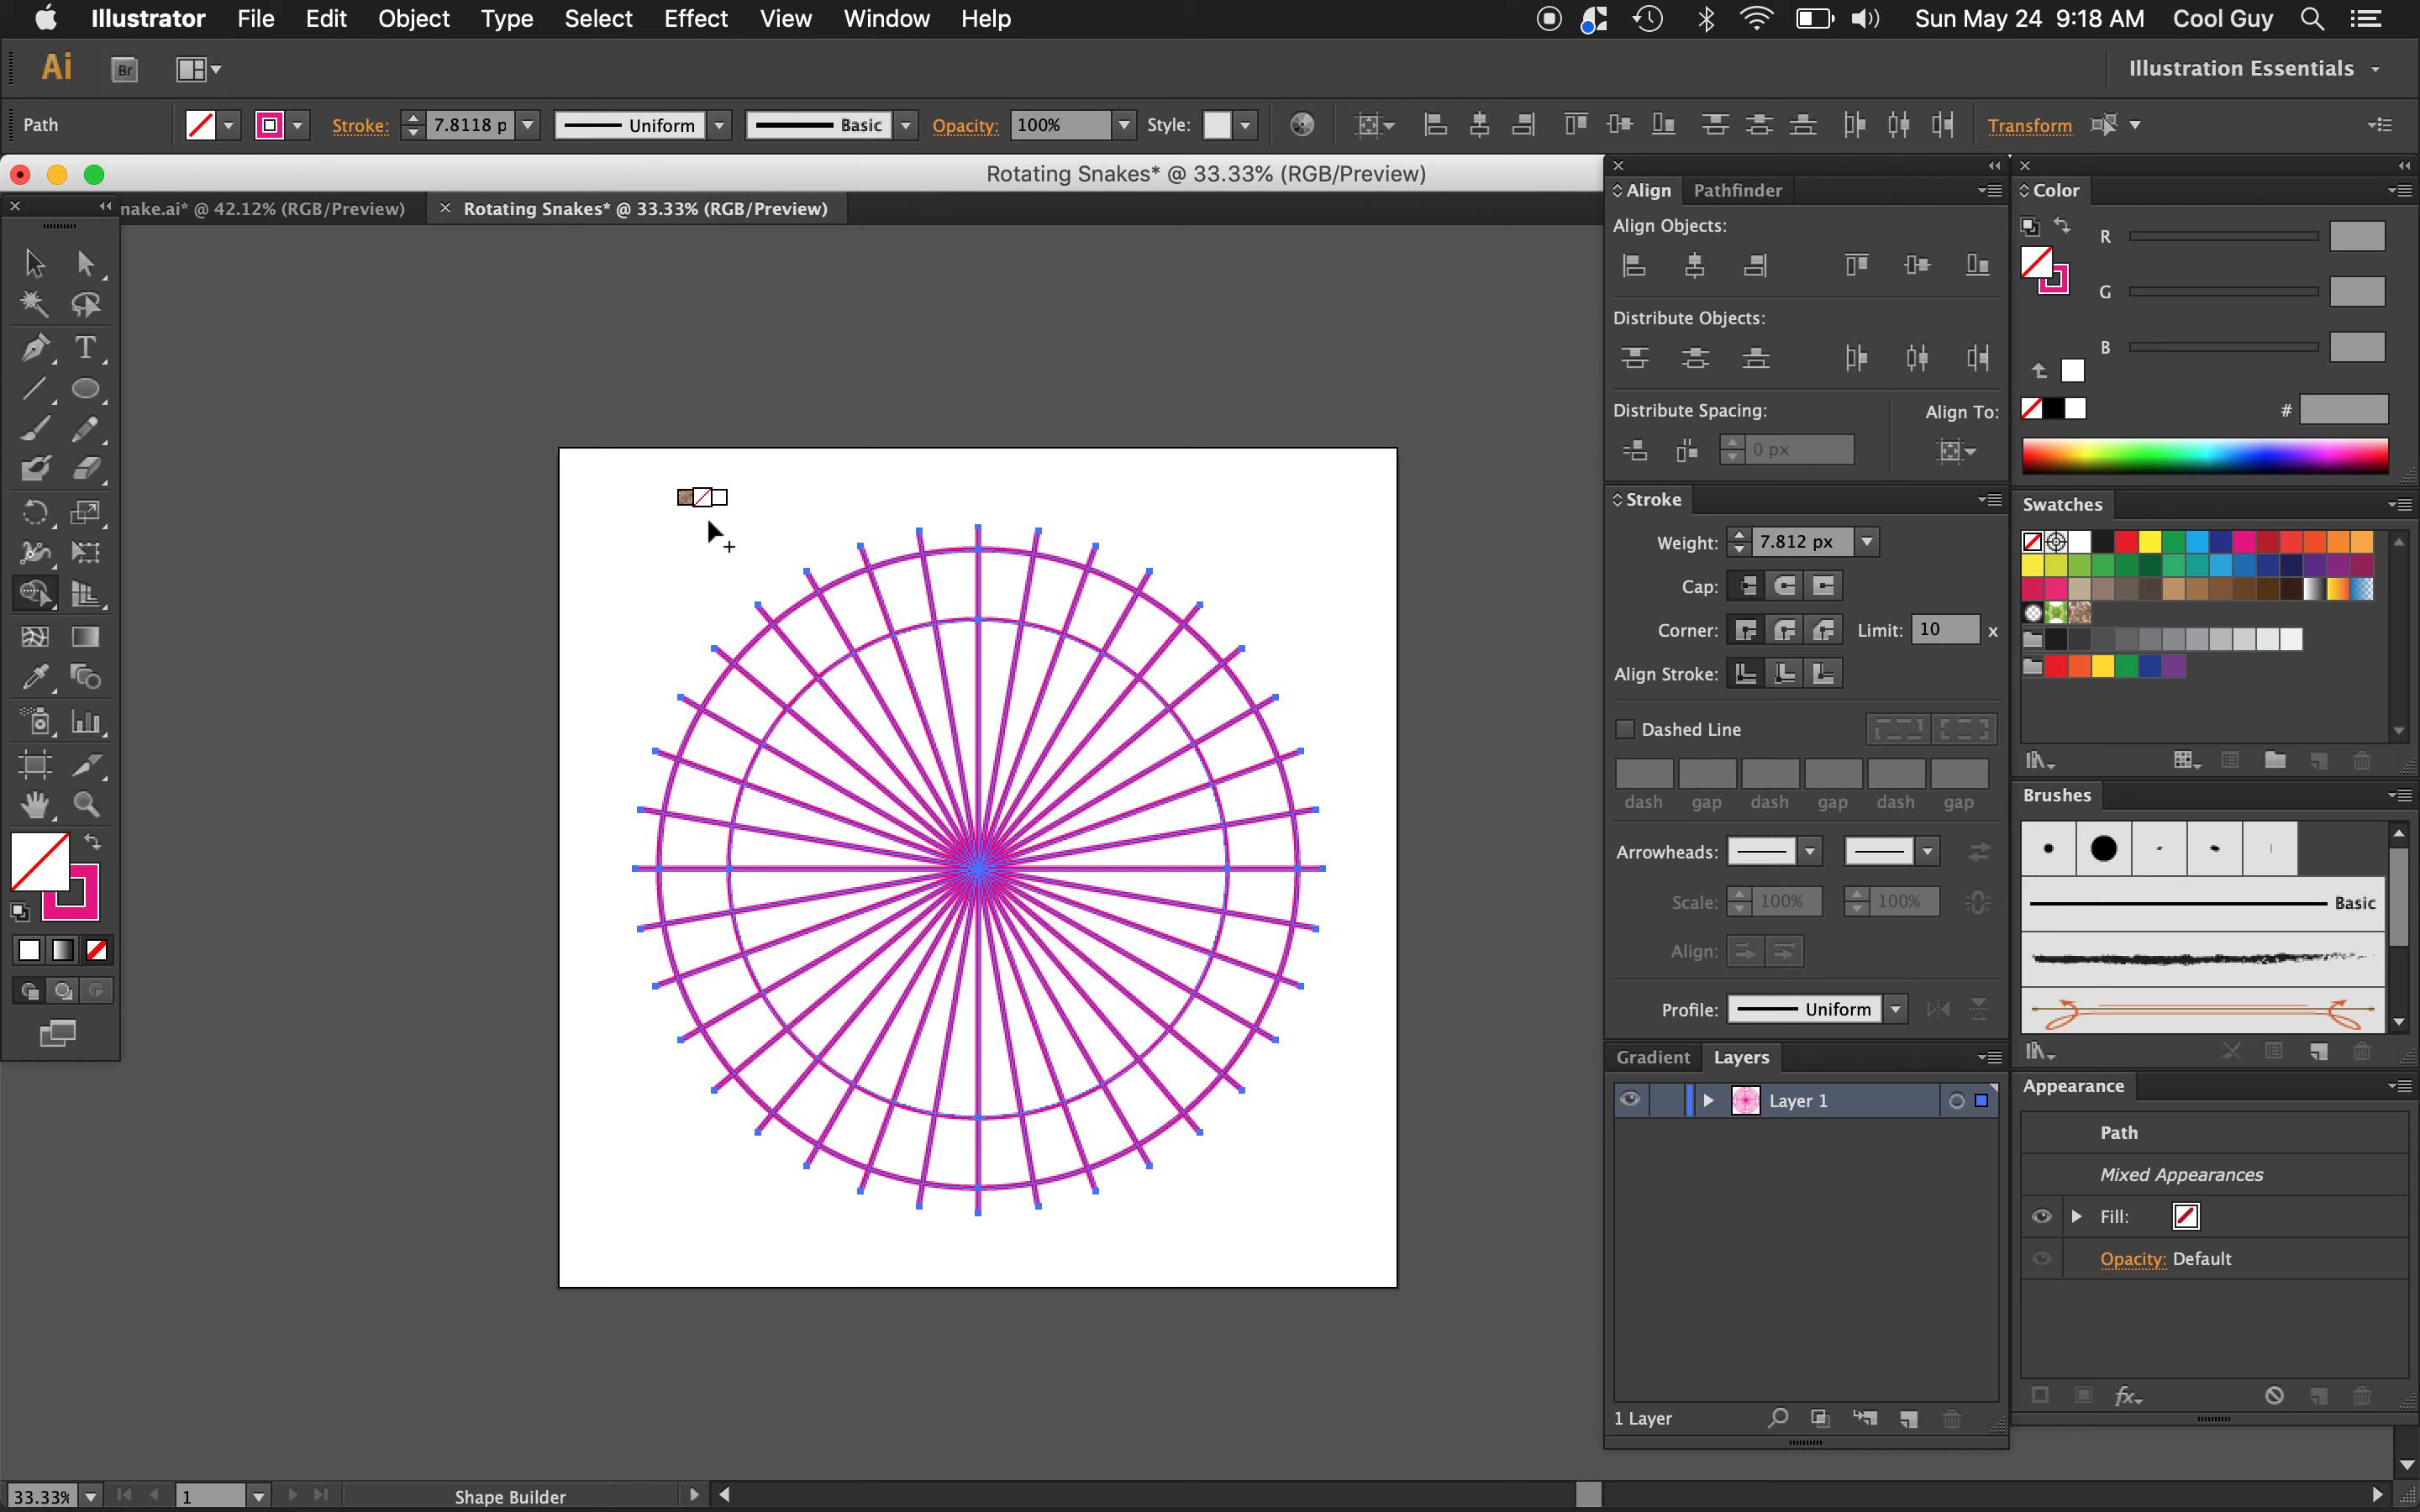 Illustrator File Edit Object Type Select Effect View Window Help Sun May 24 9:18 AM Cool Guy
Ai Br Illustration Essentials
Path Stroke: 7.8118 p Uniform Basic Opacity: 100% Style: Transform
Rotating Snakes* @ 33.33% (RGB/Preview)
nake.ai* @ 42.12% (RGB/Preview) Rotating Snakes* @ 33.33% (RGB/Preview)
Align Pathfinder
Align Objects:
Distribute Objects:
Distribute Spacing: Align To:
0 px
Stroke
Weight: 7.812 px
Cap:
Corner: Limit: 10 x
Align Stroke:
Dashed Line
dash gap dash gap dash gap
Arrowheads:
Scale: 100% 100%
Align:
Profile: Uniform
Gradient Layers
Layer 1
1 Layer
Color
R
G
B
#
Swatches
Brushes
Basic
Appearance
Path
Mixed Appearances
Fill:
Opacity: Default
fx
T
33.33% 1 Shape Builder